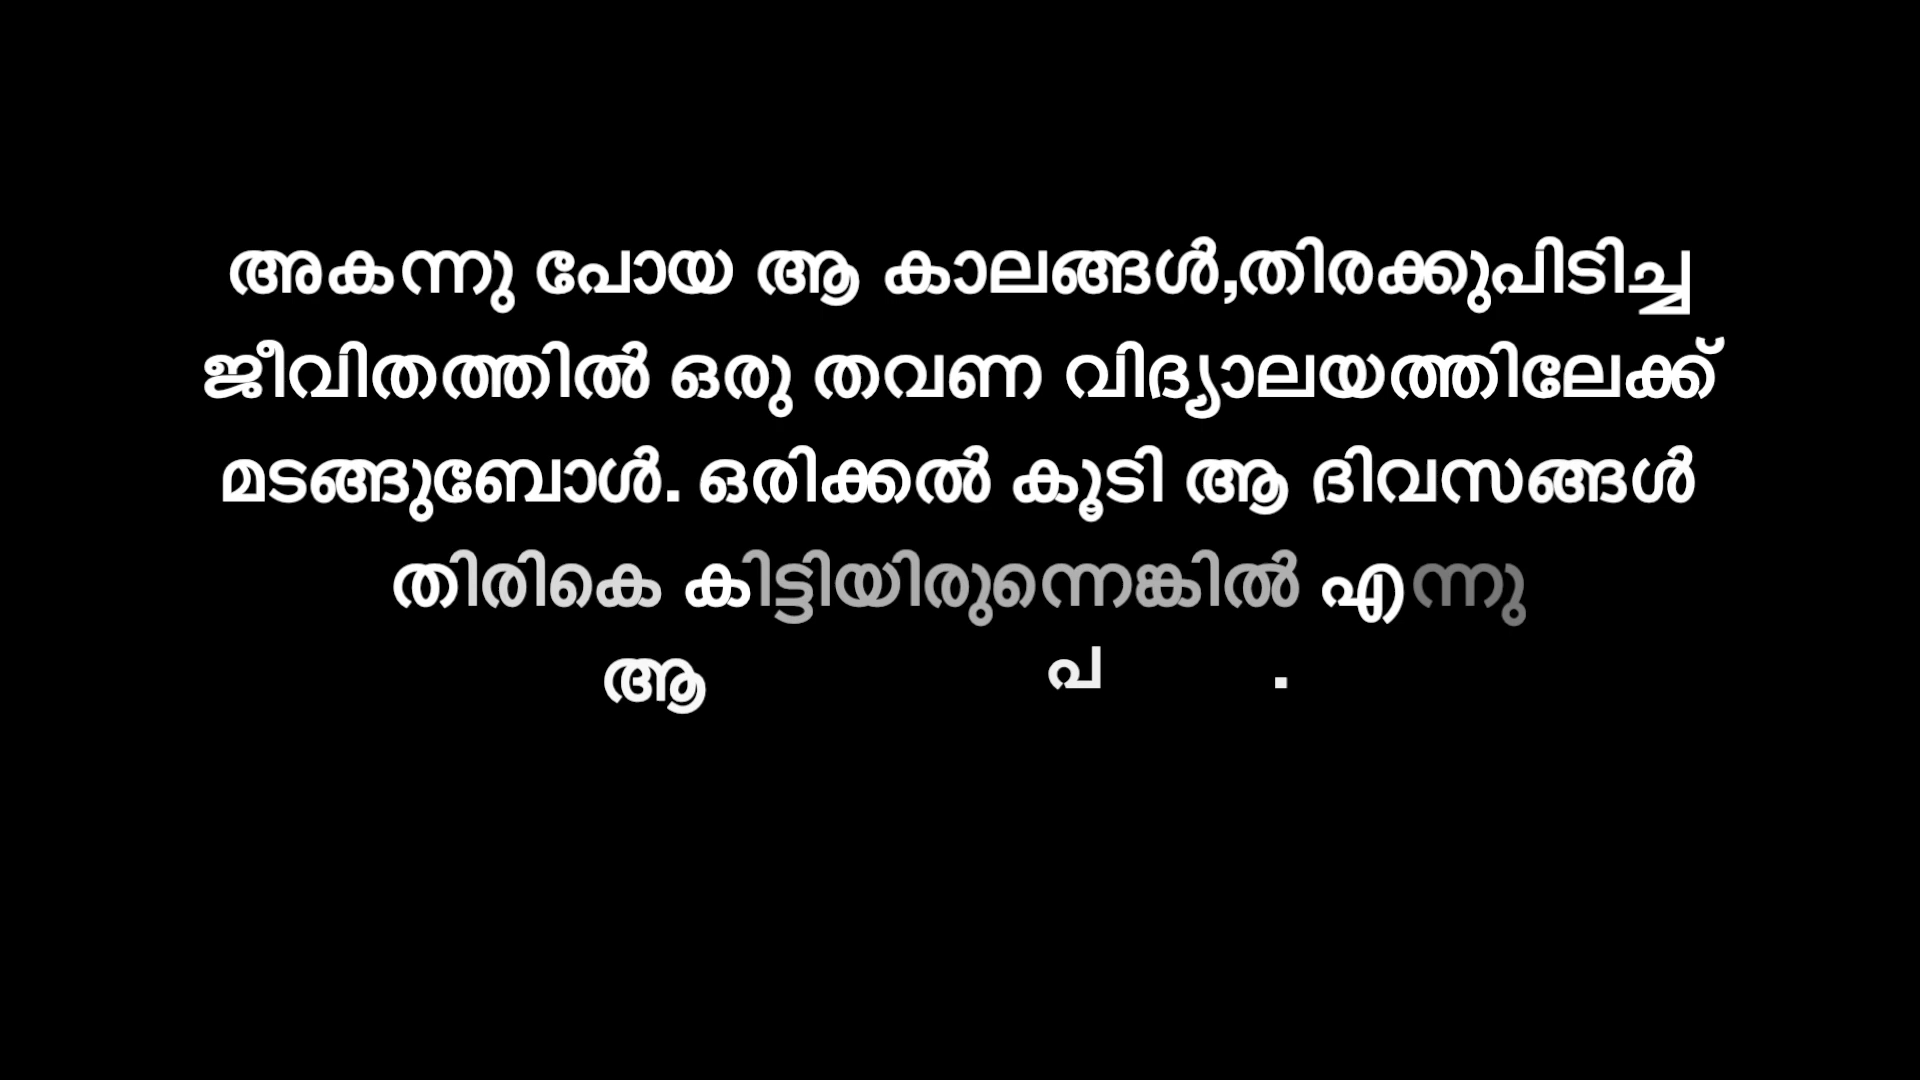 അകന്നു പോയ ആ കാലങ്ങൾ,തിരക്കുപിടിച്ച
ജീവിതത്തിൽ ഒരു തവണ വിദ്യാലയത്തിലേക്ക്
മടങ്ങുബോൾ. ഒരിക്കൽ കൂടി ആ ദിവസങ്ങൾ
തിരികെ കിട്ടിയിരുന്നെങ്കിൽ എന്നു
ആ പ .